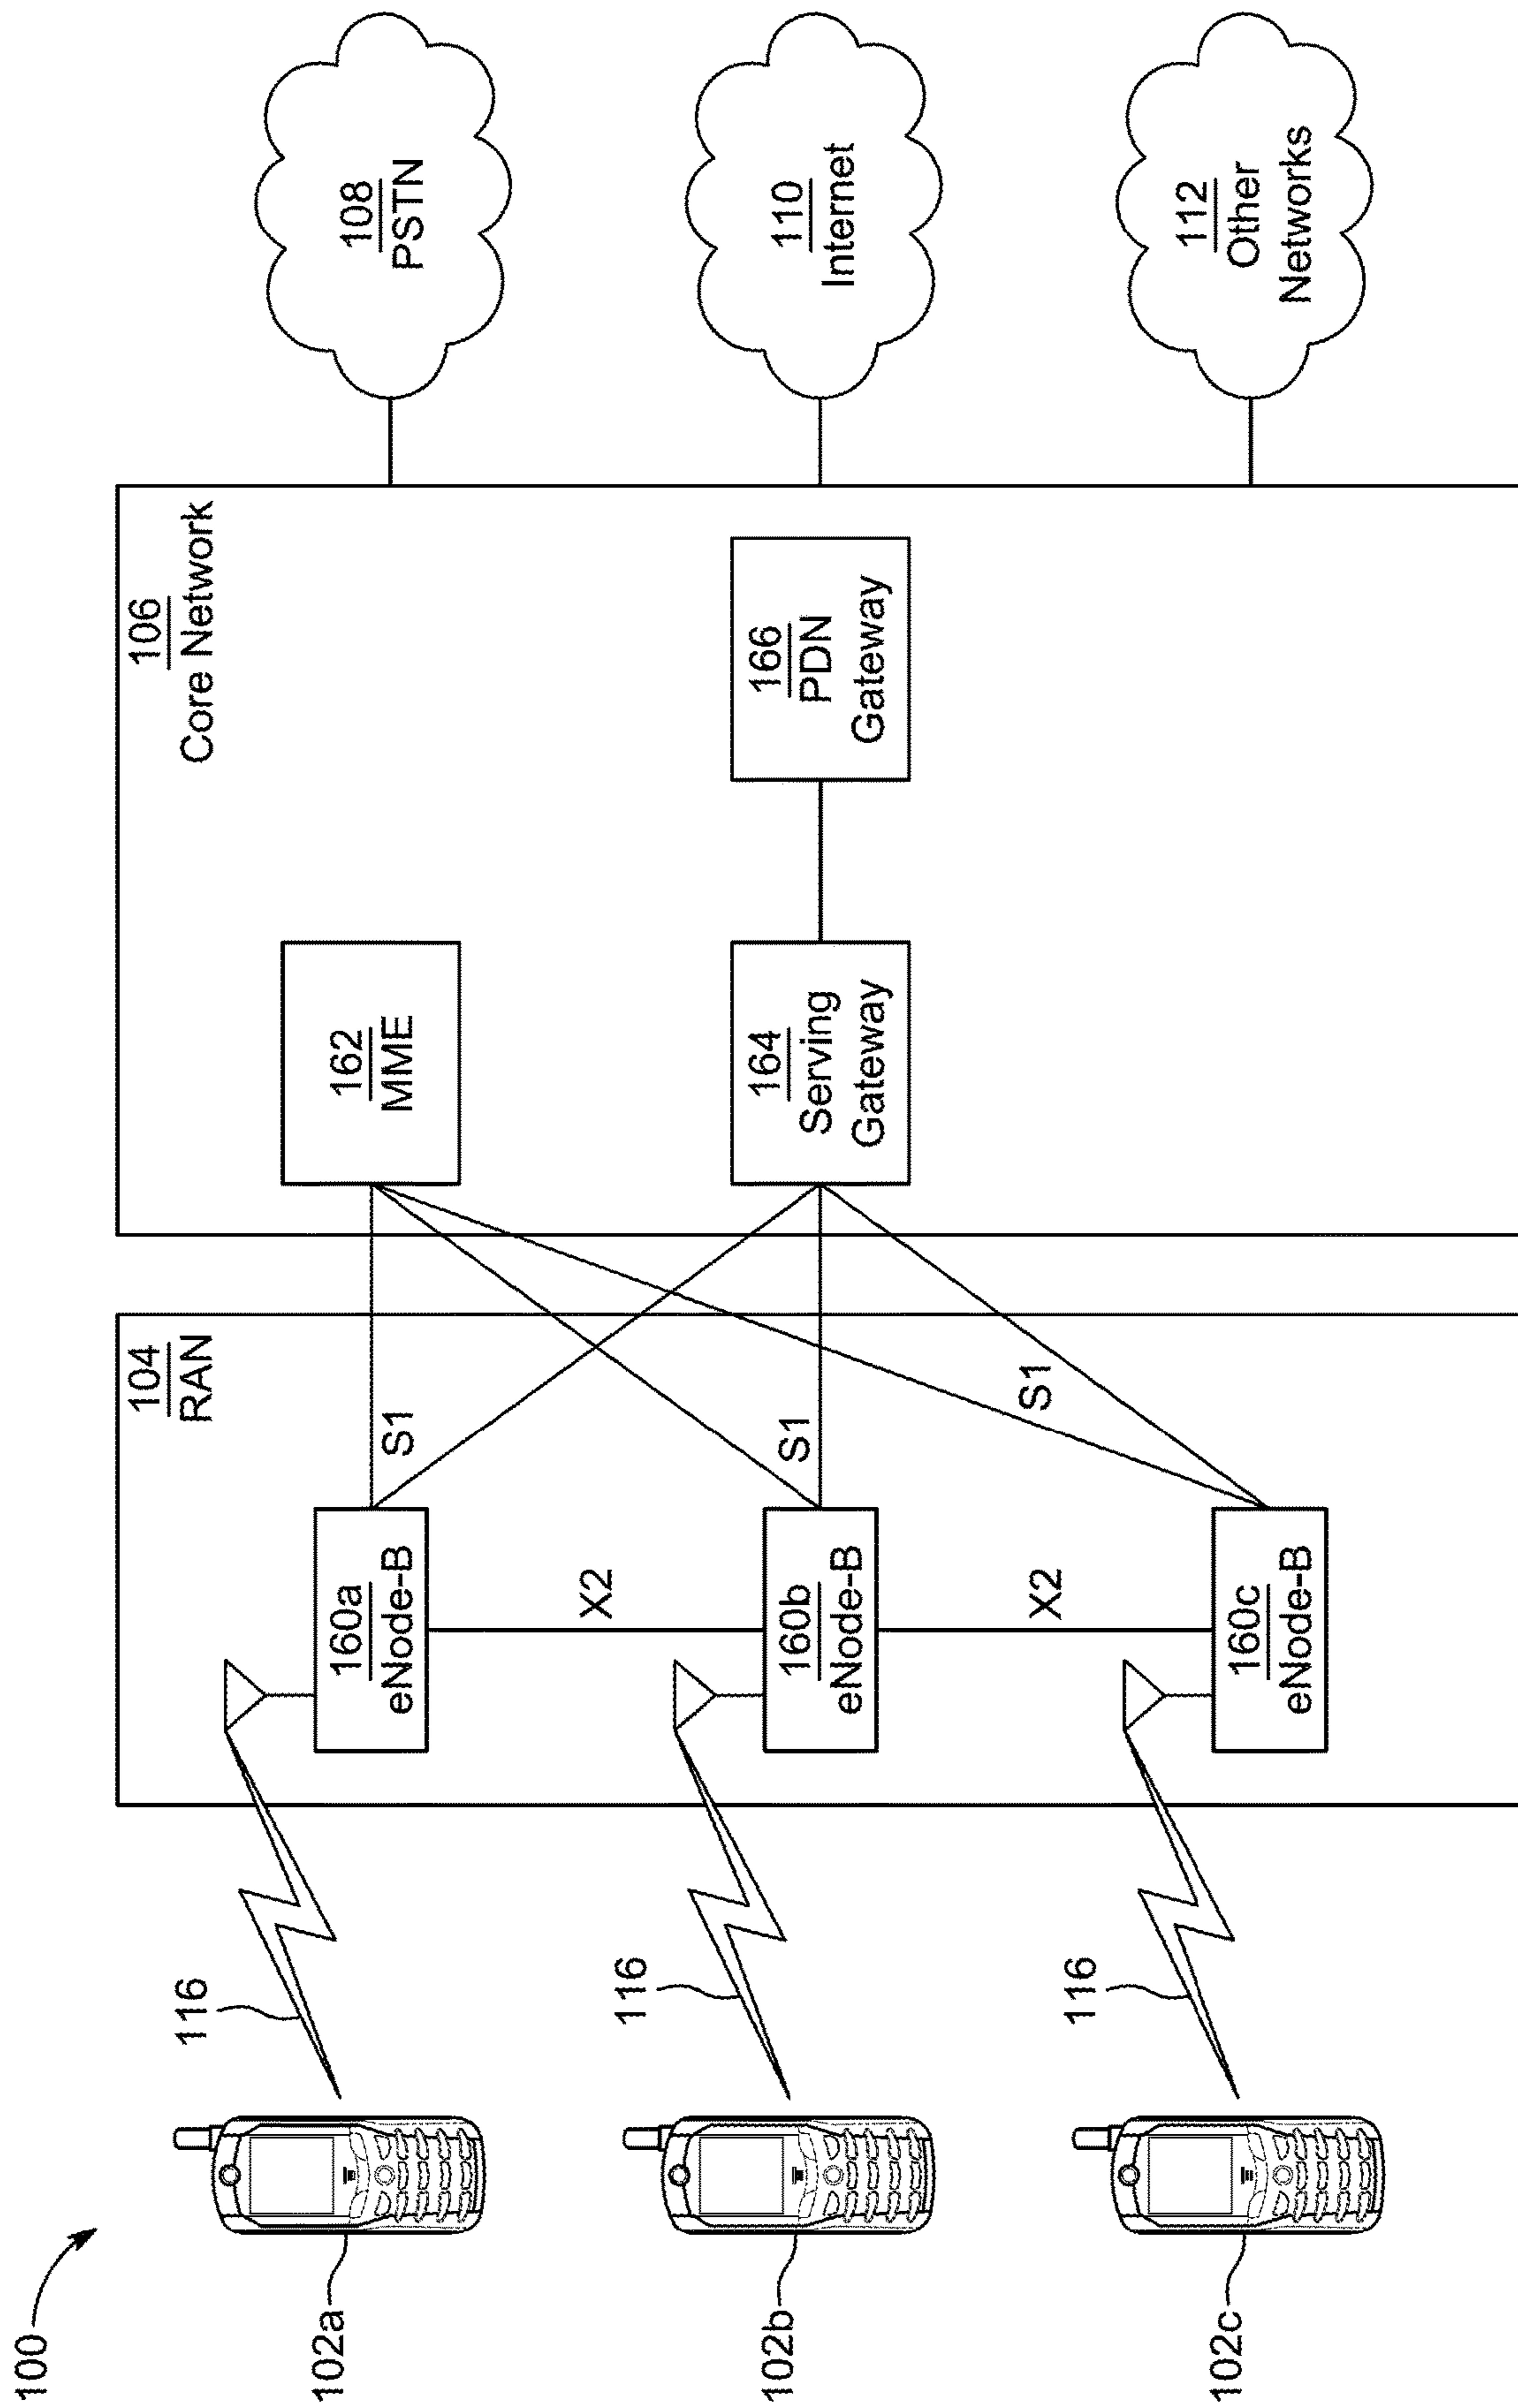 100
102a
102b
102c
116
116
116
104
RAN
160a
eNode-B
160b
eNode-B
160c
eNode-B
X2
X2
S1
S1
S1
106
Core Network
162
MME
164
Serving
Gateway
166
PDN
Gateway
108
PSTN
110
Internet
112
Other
Networks